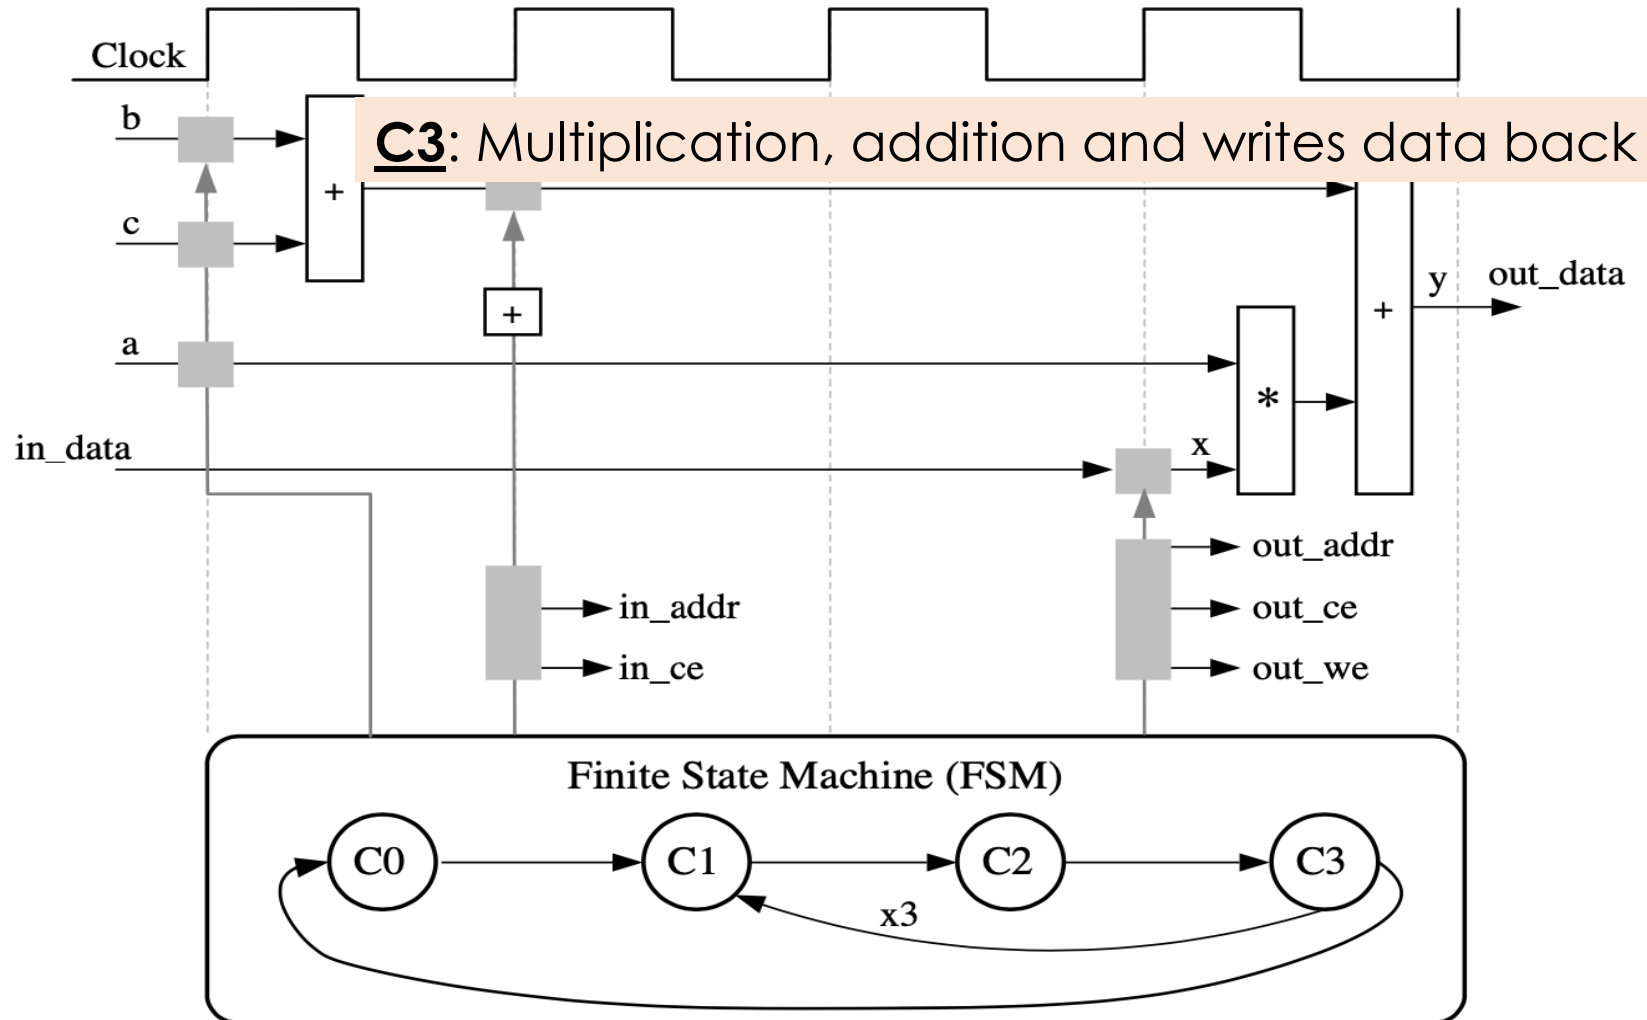 Clock
b
C3: Multiplication, addition and writes data back
+
c
y
out_data
+
+
a
*
x
in_data
out_addr
in_addr
out_ce
in_ce
out_we
Finite State Machine (FSM)
C0
C1
C2
C3
x3